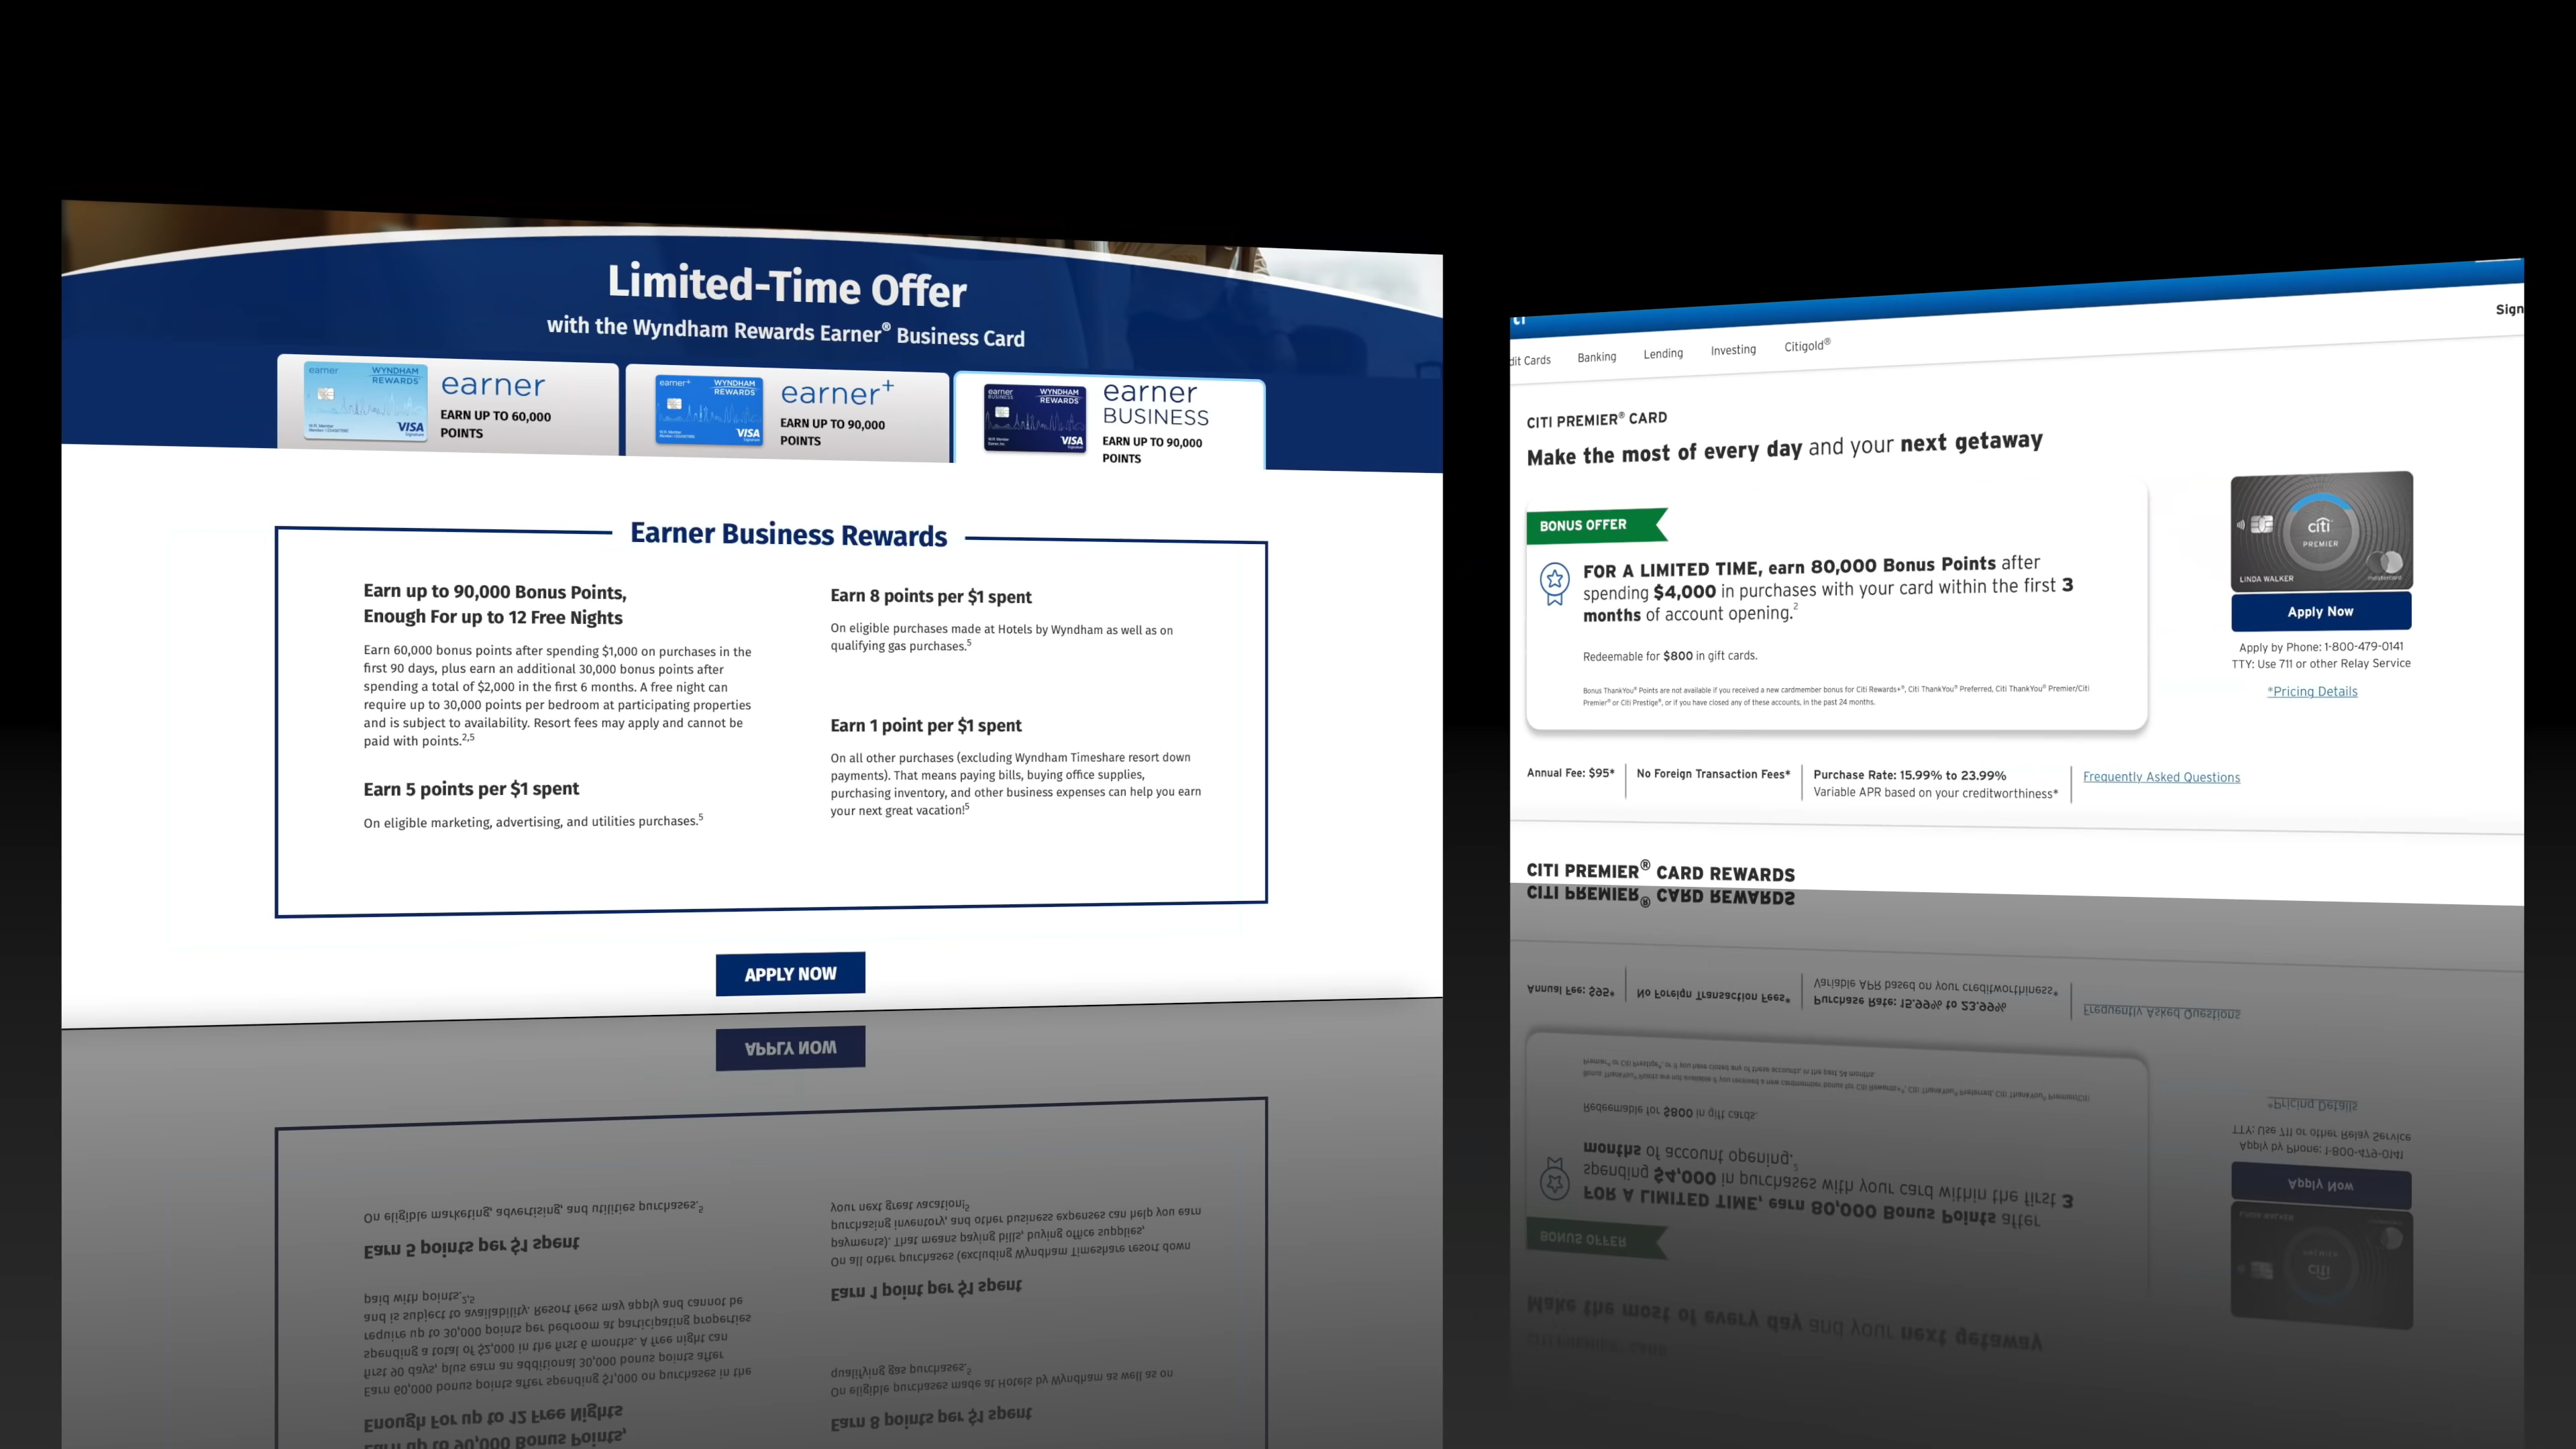 Limited-Time Offer
with the Wyndham Rewards Earner® Business Card
earner
WYNDHAM
REWARDS
VISA
Signature
earner
EARN UP TO 60,000
POINTS
earner+
WYNDHAM
REWARDS
VISA
Signature
earner+
EARN UP TO 90,000
POINTS
earner
BUSINESS
WYNDHAM
REWARDS
VISA
Signature
earner
BUSINESS
EARN UP TO 90,000
POINTS
Earner Business Rewards
Earn up to 90,000 Bonus Points,
Enough For up to 12 Free Nights
Earn 60,000 bonus points after spending $1,000 on purchases in the
first 90 days, plus earn an additional 30,000 bonus points after
spending a total of $2,000 in the first 6 months. A free night can
require up to 30,000 points per bedroom at participating properties
and is subject to availability. Resort fees may apply and cannot be
paid with points.2,5
Earn 5 points per $1 spent
On eligible marketing, advertising, and utilities purchases.5
Earn 8 points per $1 spent
On eligible purchases made at Hotels by Wyndham as well as on
qualifying gas purchases.5
Earn 1 point per $1 spent
On all other purchases (excluding Wyndham Timeshare resort down
payments). That means paying bills, buying office supplies,
purchasing inventory, and other business expenses can help you earn
your next great vacation!5
APPLY NOW
Sign
dit Cards Banking Lending Investing Citigold®
CITI PREMIER® CARD
Make the most of every day and your next getaway
BONUS OFFER
FOR A LIMITED TIME, earn 80,000 Bonus Points after
spending $4,000 in purchases with your card within the first 3
months of account opening.2
Redeemable for $800 in gift cards.
Bonus ThankYou® Points are not available if you received a new cardmember bonus for Citi Rewards+®, Citi ThankYou® Preferred, Citi ThankYou® Premier/Citi
Premier® or Citi Prestige®, or if you have closed any of these accounts, in the past 24 months.
citi
PREMIER
LINDA WALKER
mastercard
Apply Now
Apply by Phone: 1-800-479-0141
TTY: Use 711 or other Relay Service
*Pricing Details
Annual Fee: $95*
No Foreign Transaction Fees*
Purchase Rate: 15.99% to 23.99%
Variable APR based on your creditworthiness*
Frequently Asked Questions
CITI PREMIER® CARD REWARDS